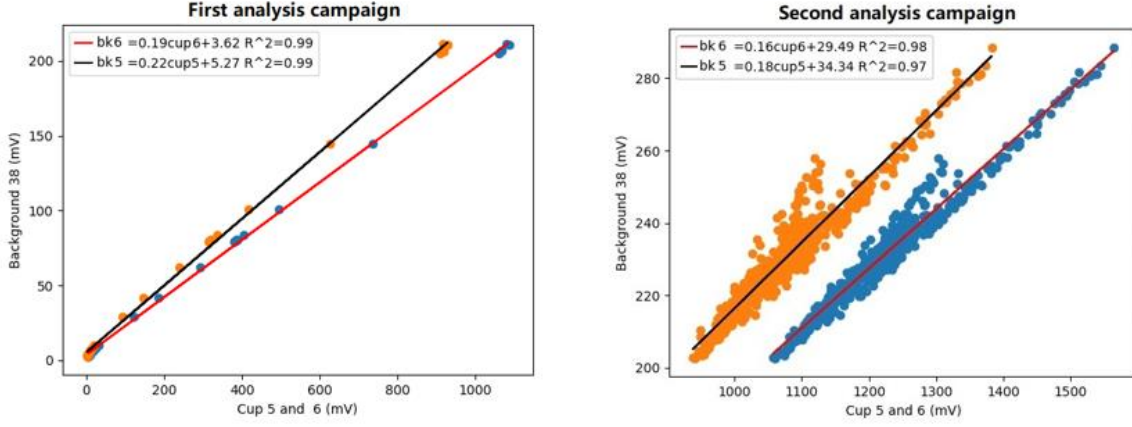 First analysis campaign
bk6 =0.19cup6+3.62 R^2=0.99
bk5 =0.22cup5+5.27 R^2=0.99
200
150
100
50
0
Background 38 (mV)
0 200 400 600 800 1000
Cup 5 and 6 (mV)
Second analysis campaign
bk6 =0.16cup6+29.49 R^2=0.98
bk5 =0.18cup5+34.34 R^2=0.97
280
260
240
220
200
Background 38 (mV)
1000 1100 1200 1300 1400 1500
Cup 5 and 6 (mV)